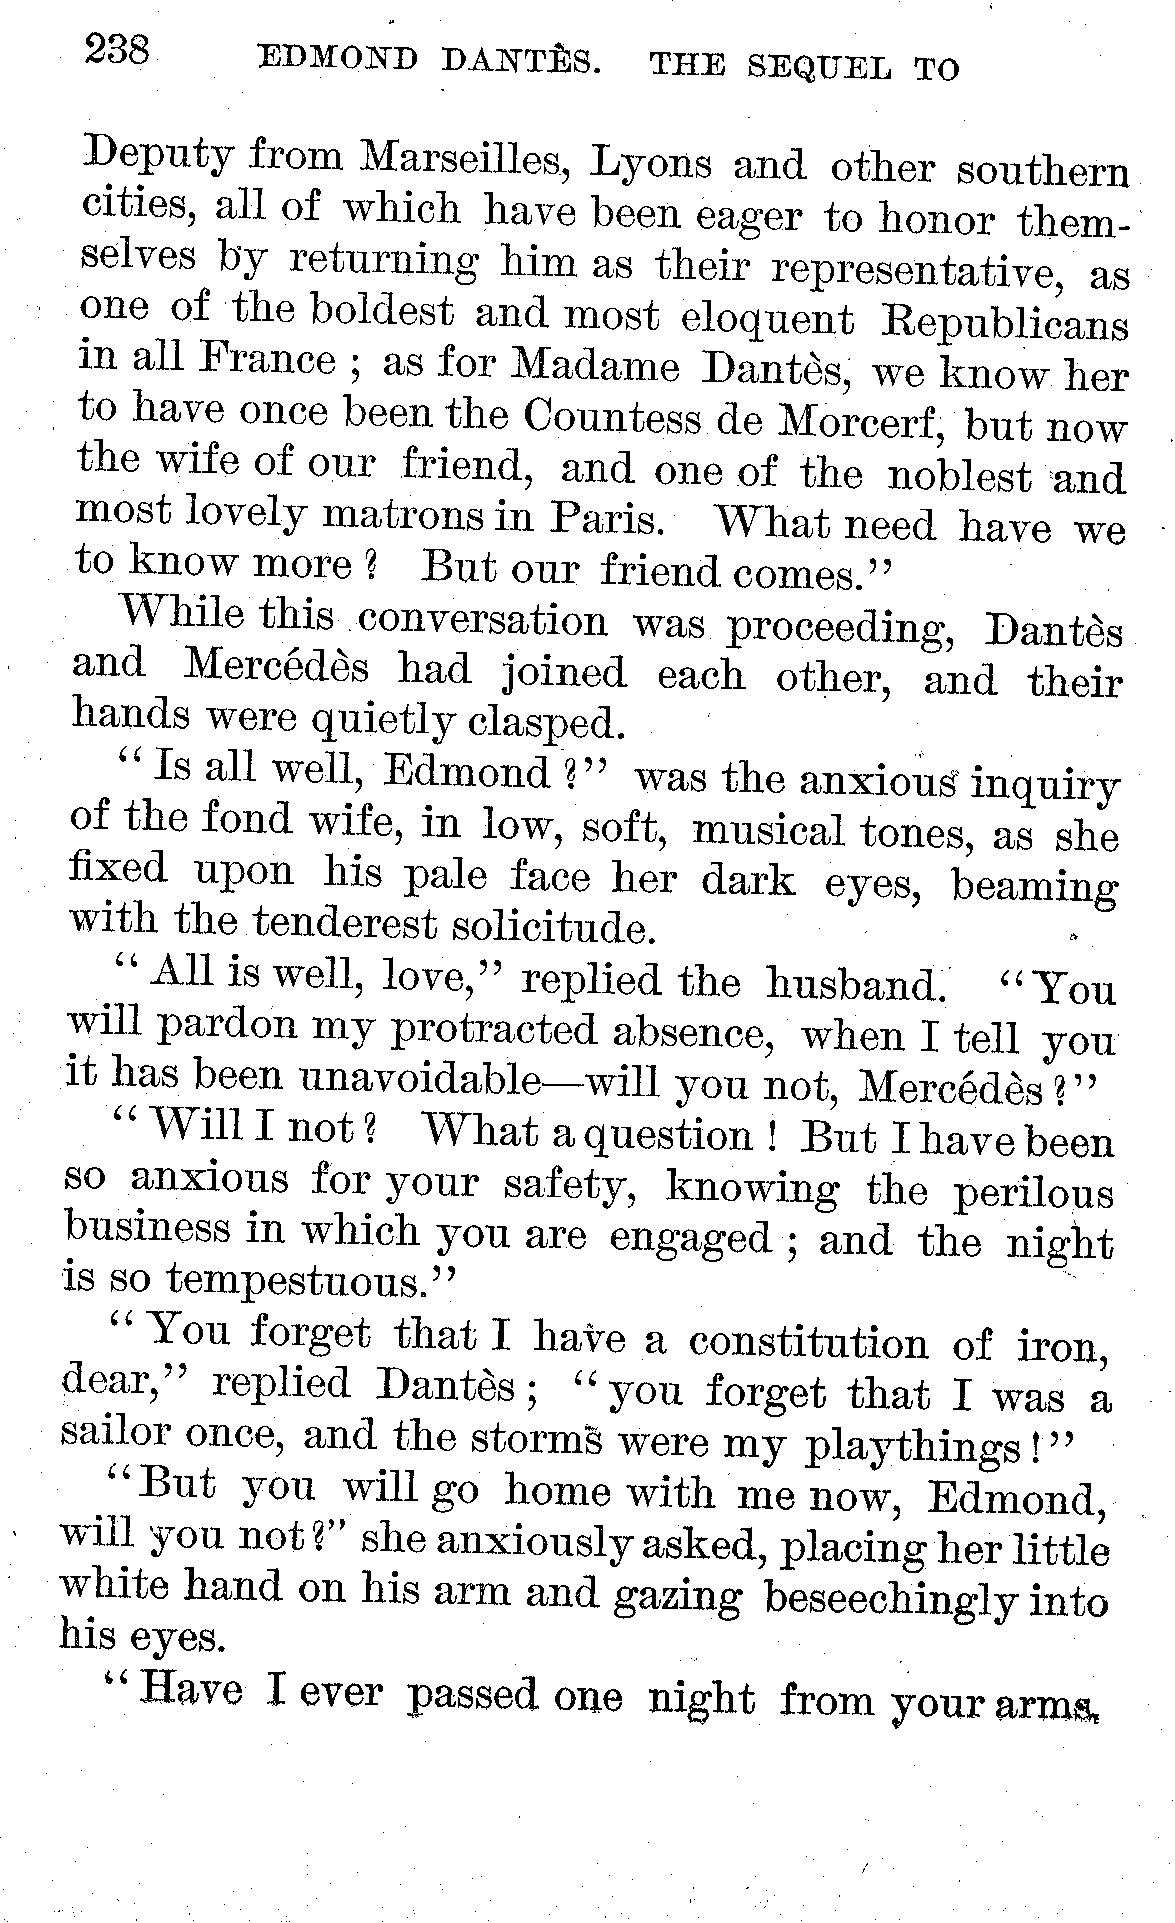 238 EDMOND DANTÈS. THE SEQUEL TO
Deputy from Marseilles, Lyons and other southern
cities, all of which have been eager to honor them-
selves by returning him as their representative, as
one of the boldest and most eloquent Republicans
in all France ; as for Madame Dantès, we know her
to have once been the Countess de Morcerf, but now
the wife of our friend, and one of the noblest and
most lovely matrons in Paris. What need have we
to know more ? But our friend comes.”
While this conversation was proceeding, Dantès
and Mercédès had joined each other, and their
hands were quietly clasped.
“ Is all well, Edmond ?” was the anxious inquiry
of the fond wife, in low, soft, musical tones, as she
fixed upon his pale face her dark eyes, beaming
with the tenderest solicitude.
“ All is well, love,” replied the husband. “You
will pardon my protracted absence, when I tell you
it has been unavoidable—will you not, Mercédès ?”
“ Will I not ? What a question ! But I have been
so anxious for your safety, knowing the perilous
business in which you are engaged ; and the night
is so tempestuous.”
“ You forget that I have a constitution of iron,
dear,” replied Dantès ; “ you forget that I was a
sailor once, and the storms were my playthings !”
“But you will go home with me now, Edmond,
will you not ?” she anxiously asked, placing her little
white hand on his arm and gazing beseechingly into
his eyes.
“ Have I ever passed one night from your arms,